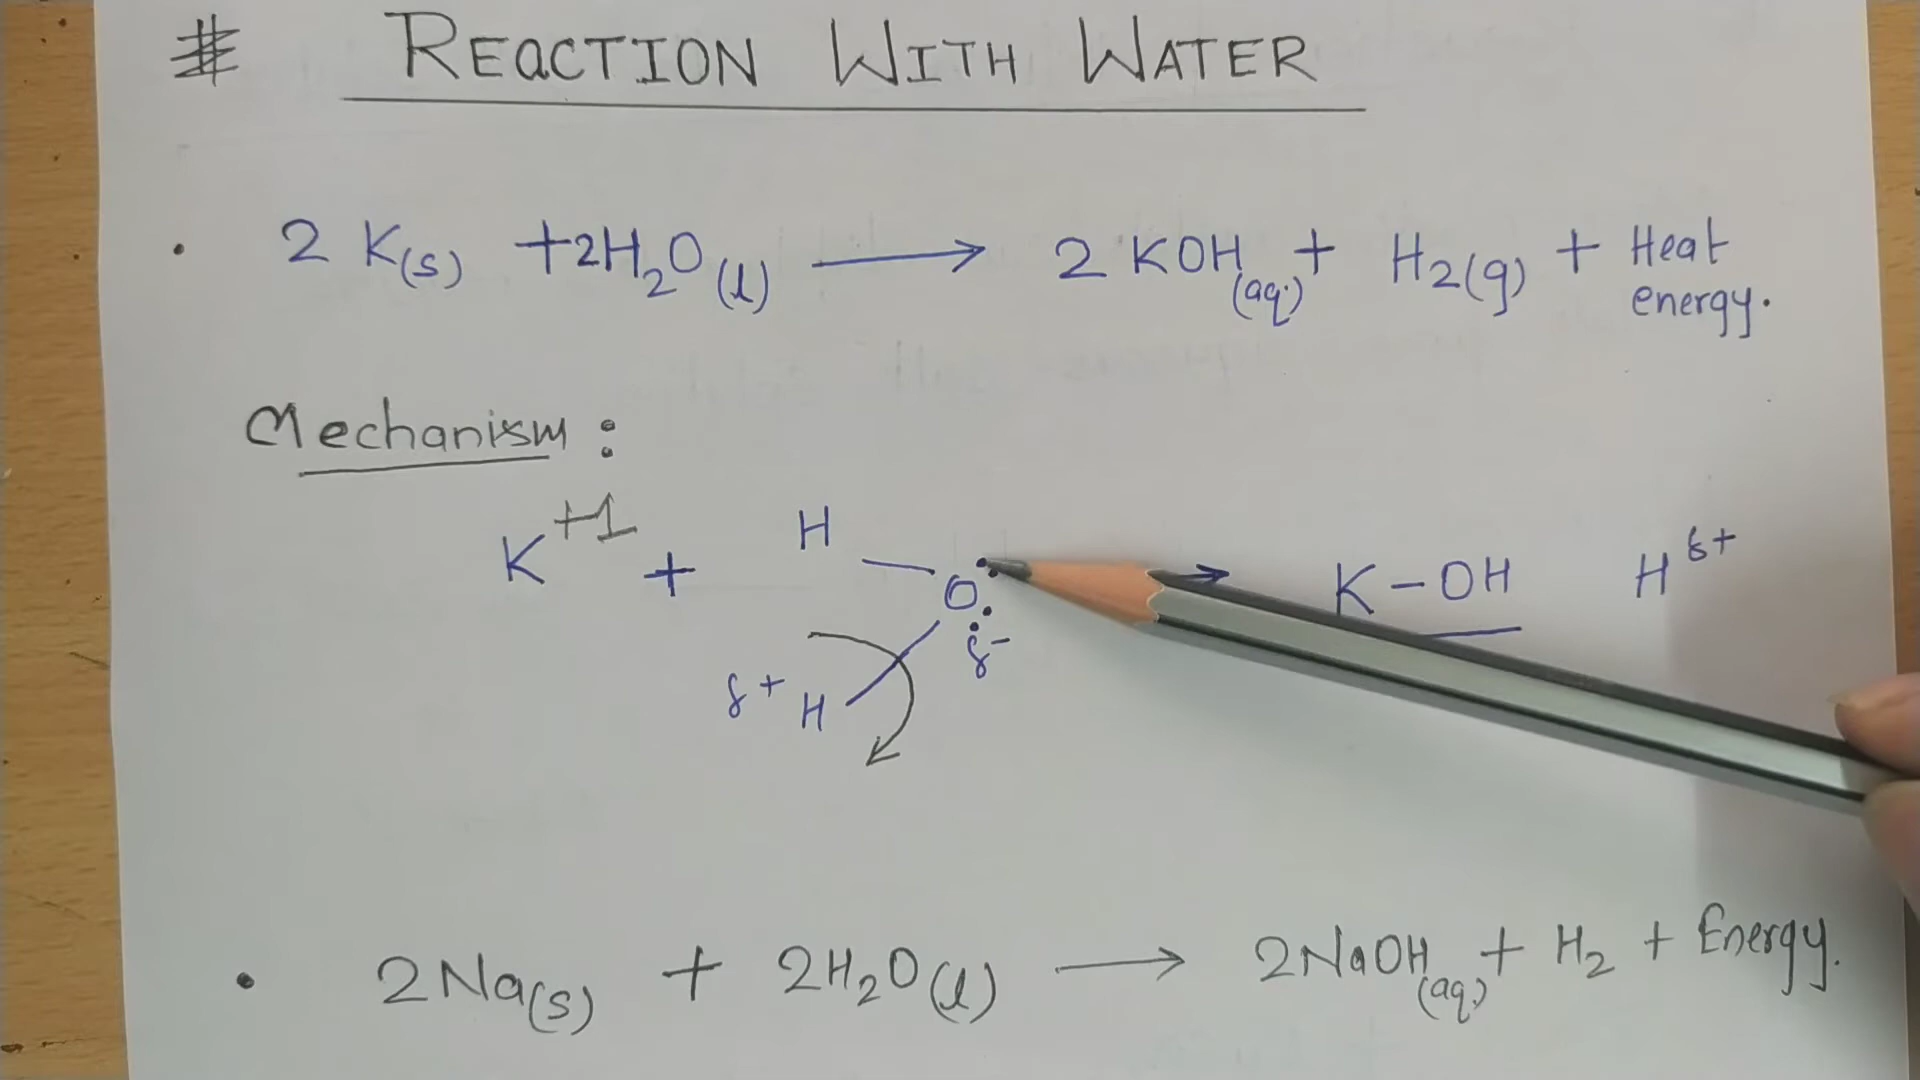 # REACTION WITH WATER
• 2 K(s) + 2H₂O(l) ⟶ 2 KOH(aq.) + H₂(g) + Heat energy.
Mechanism :
K⁺¹ + H — O δ- → K – OH H δ+
δ+ H
• 2Na(s) + 2H₂O(l) ⟶ 2NaOH(aq.) + H₂ + Energy.